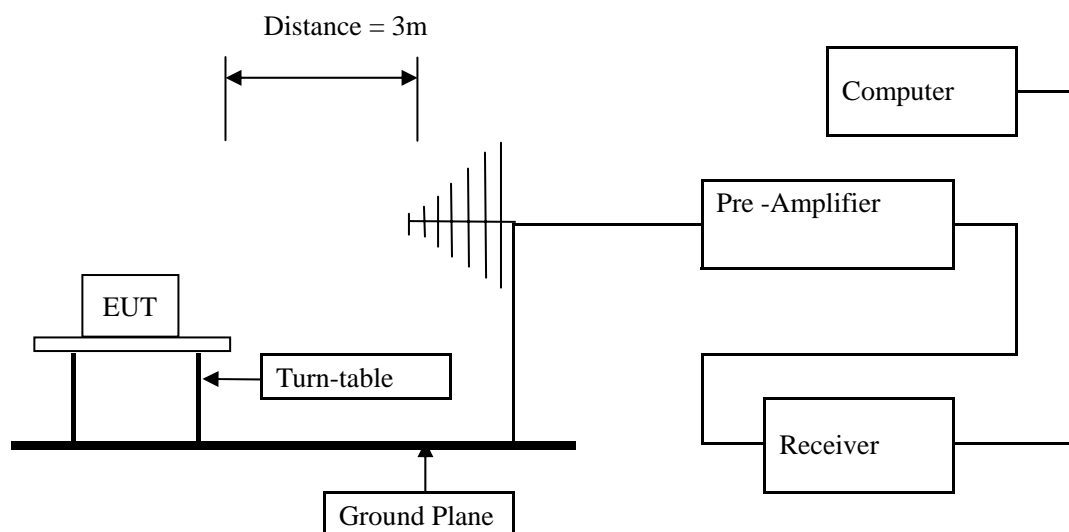 Distance = 3m
Computer
Pre -Amplifier
EUT
Turn-table
Receiver
Ground Plane